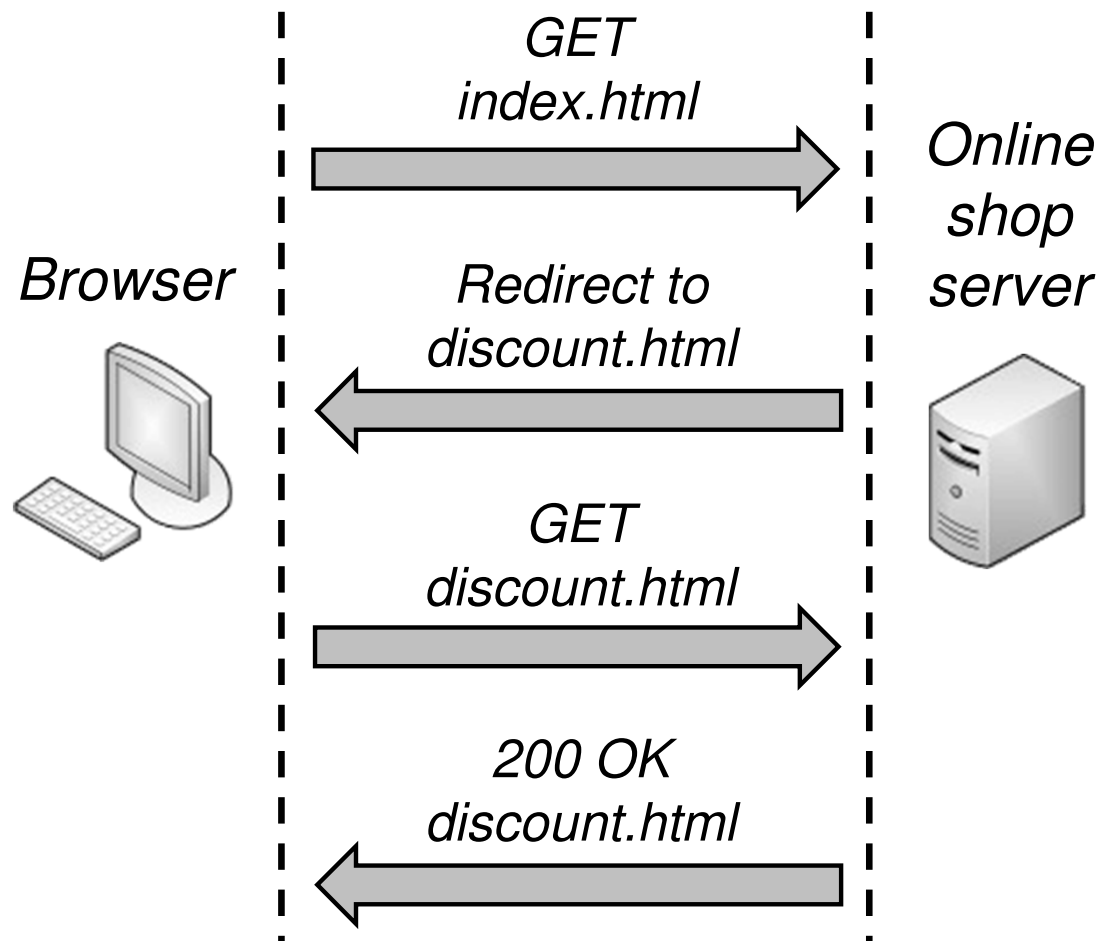 GET
index.html
Online
shop
server
Browser
Redirect to
discount.html
GET
discount.html
200 OK
discount.html